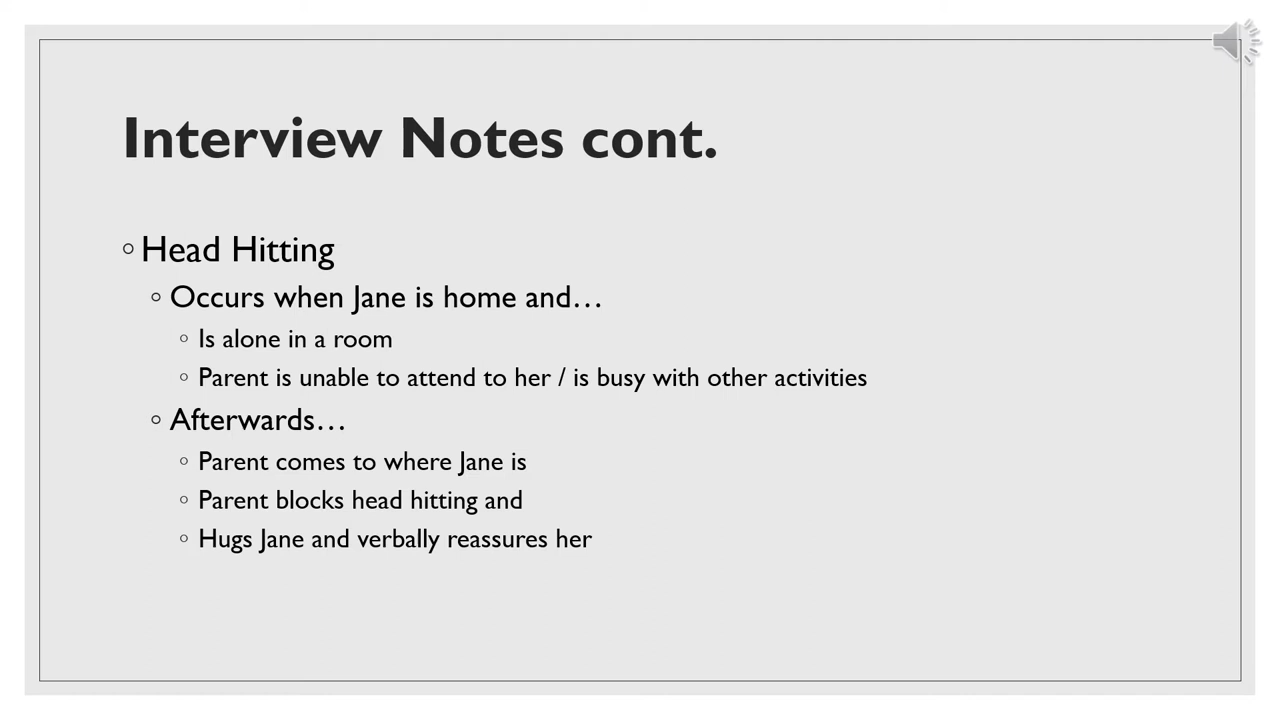 Interview Notes cont.
◦ Head Hitting
◦ Occurs when Jane is home and…
◦ Is alone in a room
◦ Parent is unable to attend to her / is busy with other activities
◦ Afterwards…
◦ Parent comes to where Jane is
◦ Parent blocks head hitting and
◦ Hugs Jane and verbally reassures her